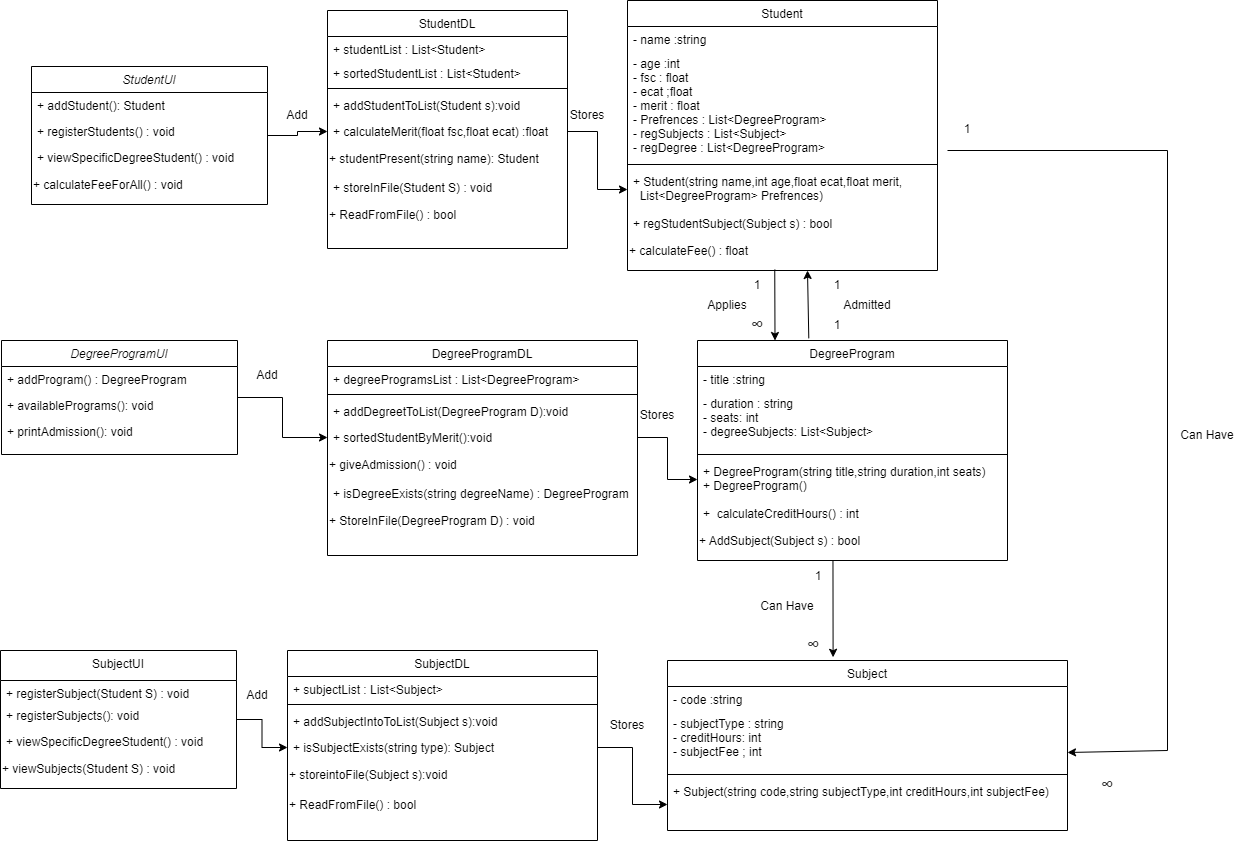 StudentUI
+ addStudent(): Student
+ registerStudents() : void
+ viewSpecificDegreeStudent() : void
+ calculateFeeForAll() : void
Add
StudentDL
+ studentList : List<Student>
+ sortedStudentList : List<Student>
+ addStudentToList(Student s):void
+ calculateMerit(float fsc,float ecat) :float
+ studentPresent(string name): Student
+ storeInFile(Student S) : void
+ ReadFromFile() : bool
Stores
Student
- name :string
- age :int
- fsc : float
- ecat ;float
- merit : float
- Prefrences : List<DegreeProgram>
- regSubjects : List<Subject>
- regDegree : List<DegreeProgram>
+ Student(string name,int age,float ecat,float merit,
List<DegreeProgram> Prefrences)
+ regStudentSubject(Subject s) : bool
+ calculateFee() : float
1
1
Applies
∞
1
Admitted
1
Can Have
DegreeProgramUI
+ addProgram() : DegreeProgram
+ availablePrograms(): void
+ printAdmission(): void
Add
DegreeProgramDL
+ degreeProgramsList : List<DegreeProgram>
+ addDegreetToList(DegreeProgram D):void
+ sortedStudentByMerit():void
+ giveAdmission() : void
+ isDegreeExists(string degreeName) : DegreeProgram
+ StoreInFile(DegreeProgram D) : void
Stores
DegreeProgram
- title :string
- duration : string
- seats: int
- degreeSubjects: List<Subject>
+ DegreeProgram(string title,string duration,int seats)
+ DegreeProgram()
+ calculateCreditHours() : int
+ AddSubject(Subject s) : bool
1
Can Have
∞
SubjectUI
+ registerSubject(Student S) : void
+ registerSubjects(): void
+ viewSpecificDegreeStudent() : void
+ viewSubjects(Student S) : void
Add
SubjectDL
+ subjectList : List<Subject>
+ addSubjectIntoToList(Subject s):void
+ isSubjectExists(string type): Subject
+ storeintoFile(Subject s):void
+ ReadFromFile() : bool
Stores
Subject
- code :string
- subjectType : string
- creditHours: int
- subjectFee ; int
+ Subject(string code,string subjectType,int creditHours,int subjectFee)
∞